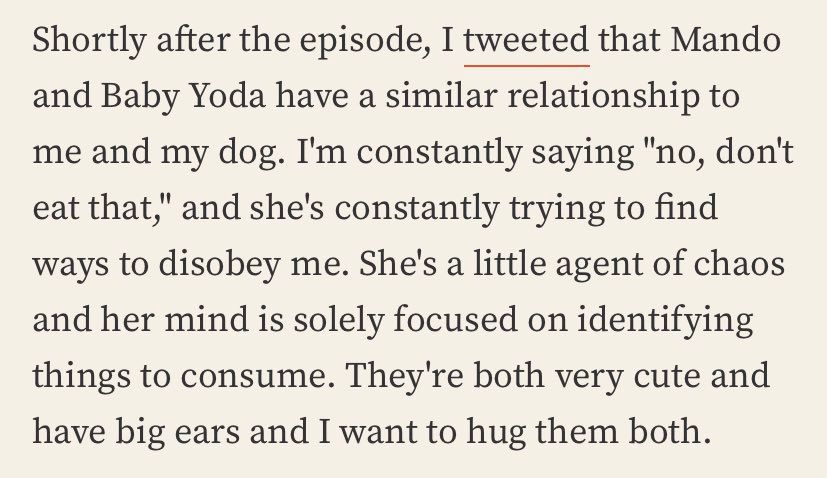 Shortly after the episode, I tweeted that Mando
and Baby Yoda have a similar relationship to
me and my dog. I'm constantly saying "no, don't
eat that," and she's constantly trying to find
ways to disobey me. She's a little agent of chaos
and her mind is solely focused on identifying
things to consume. They're both very cute and
have big ears and I want to hug them both.